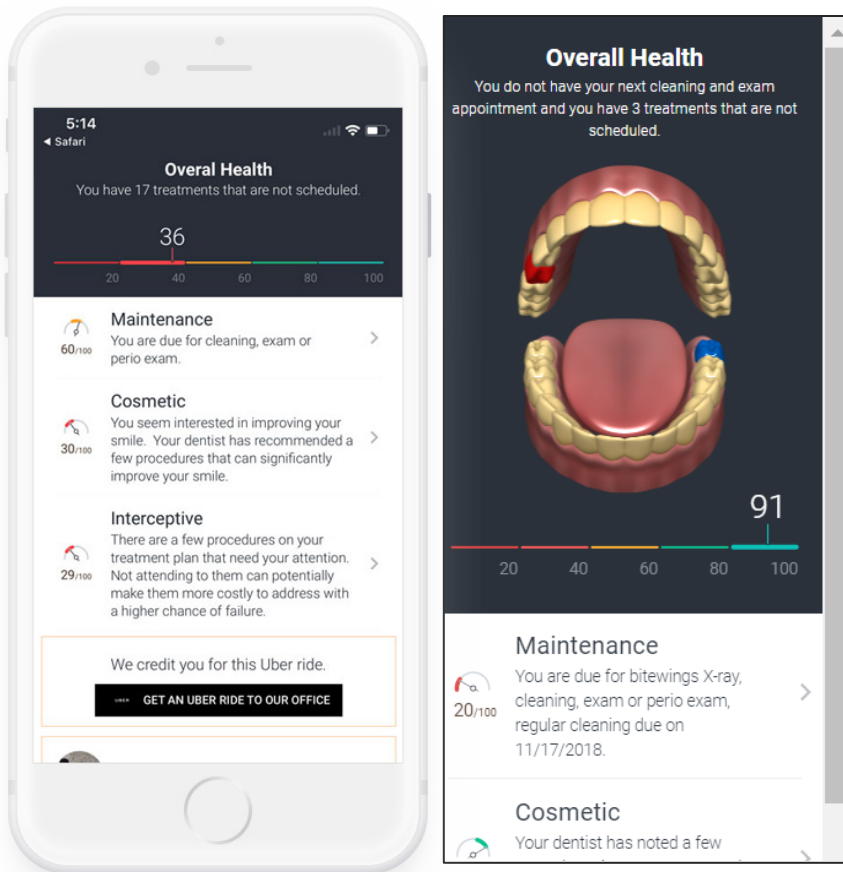 5:14
◀ Safari
Overal Health
You have 17 treatments that are not scheduled.
36
20 40 60 80 100
Maintenance
You are due for cleaning, exam or
perio exam.
60/100
Cosmetic
You seem interested in improving your
smile. Your dentist has recommended a
few procedures that can significantly
improve your smile.
30/100
Interceptive
There are a few procedures on your
treatment plan that need your attention.
Not attending to them can potentially
make them more costly to address with
a higher chance of failure.
29/100
We credit you for this Uber ride.
UBER GET AN UBER RIDE TO OUR OFFICE
Overall Health
You do not have your next cleaning and exam
appointment and you have 3 treatments that are not
scheduled.
91
20 40 60 80 100
Maintenance
You are due for bitewings X-ray,
cleaning, exam or perio exam,
regular cleaning due on
11/17/2018.
20/100
Cosmetic
Your dentist has noted a few